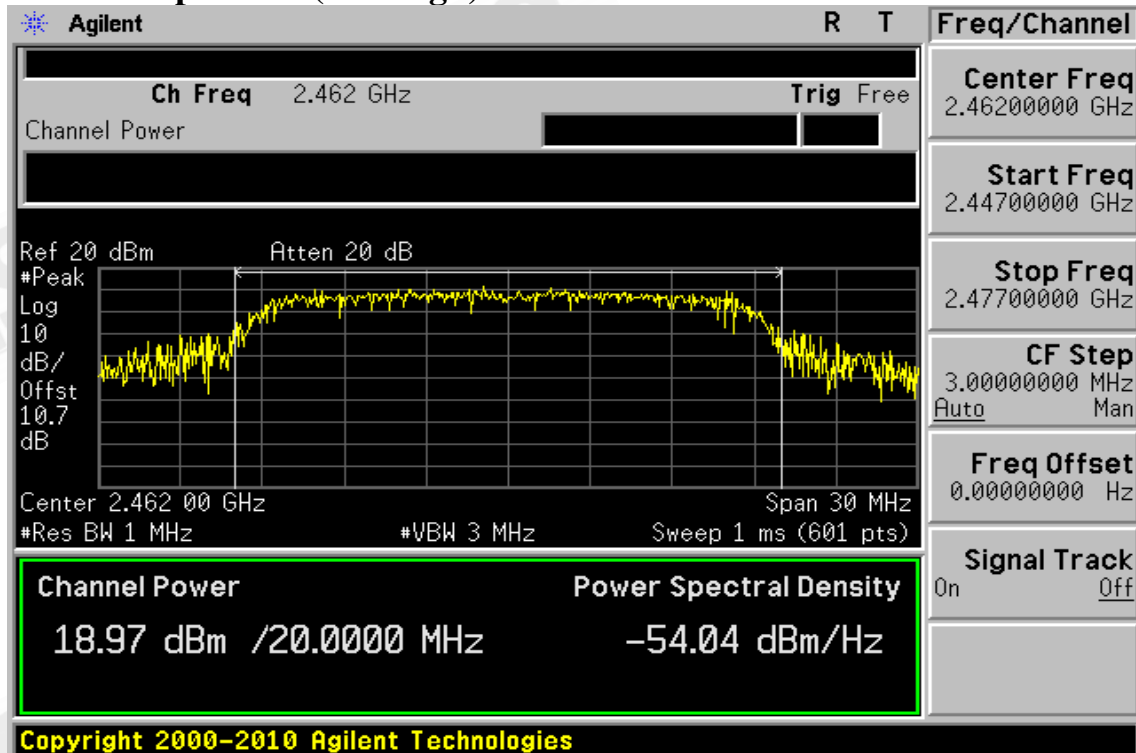 Agilent R T
Ch Freq 2.462 GHz Trig Free
Channel Power
Ref 20 dBm Atten 20 dB
#Peak
Log
10
dB/
Offst
10.7
dB
Center 2.462 00 GHz Span 30 MHz
#Res BW 1 MHz #VBW 3 MHz Sweep 1 ms (601 pts)
Channel Power Power Spectral Density
18.97 dBm /20.0000 MHz -54.04 dBm/Hz
Copyright 2000-2010 Agilent Technologies
Freq/Channel
Center Freq
2.46200000 GHz
Start Freq
2.44700000 GHz
Stop Freq
2.47700000 GHz
CF Step
3.00000000 MHz
Auto Man
Freq Offset
0.00000000 Hz
Signal Track
On Off